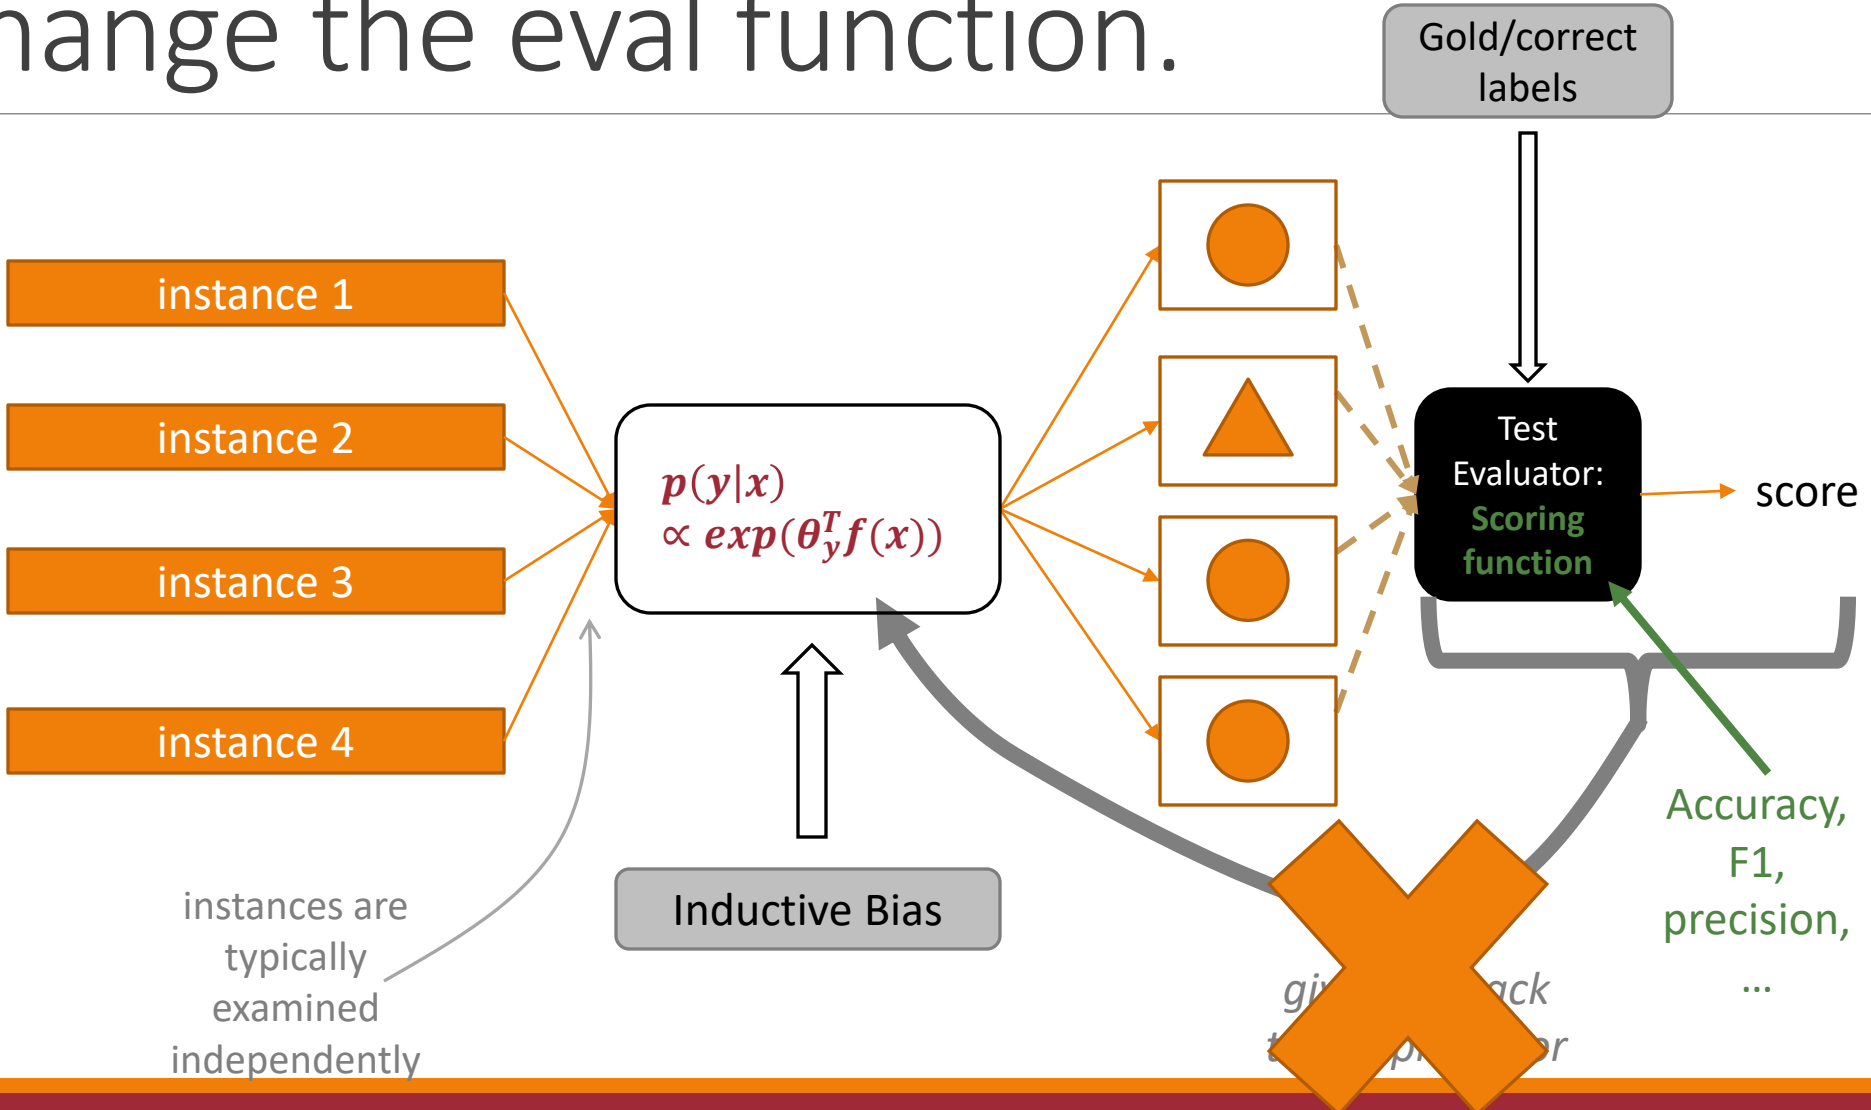 the eval function.
Gold/correct
labels
instance 1
instance 2
instance 3
instance 4
p(y|x)
∝ exp(θ_y^T f(x))
Test
Evaluator:
Scoring
function
score
Inductive Bias
instances are
typically
examined
independently
Accuracy,
F1,
precision,
...